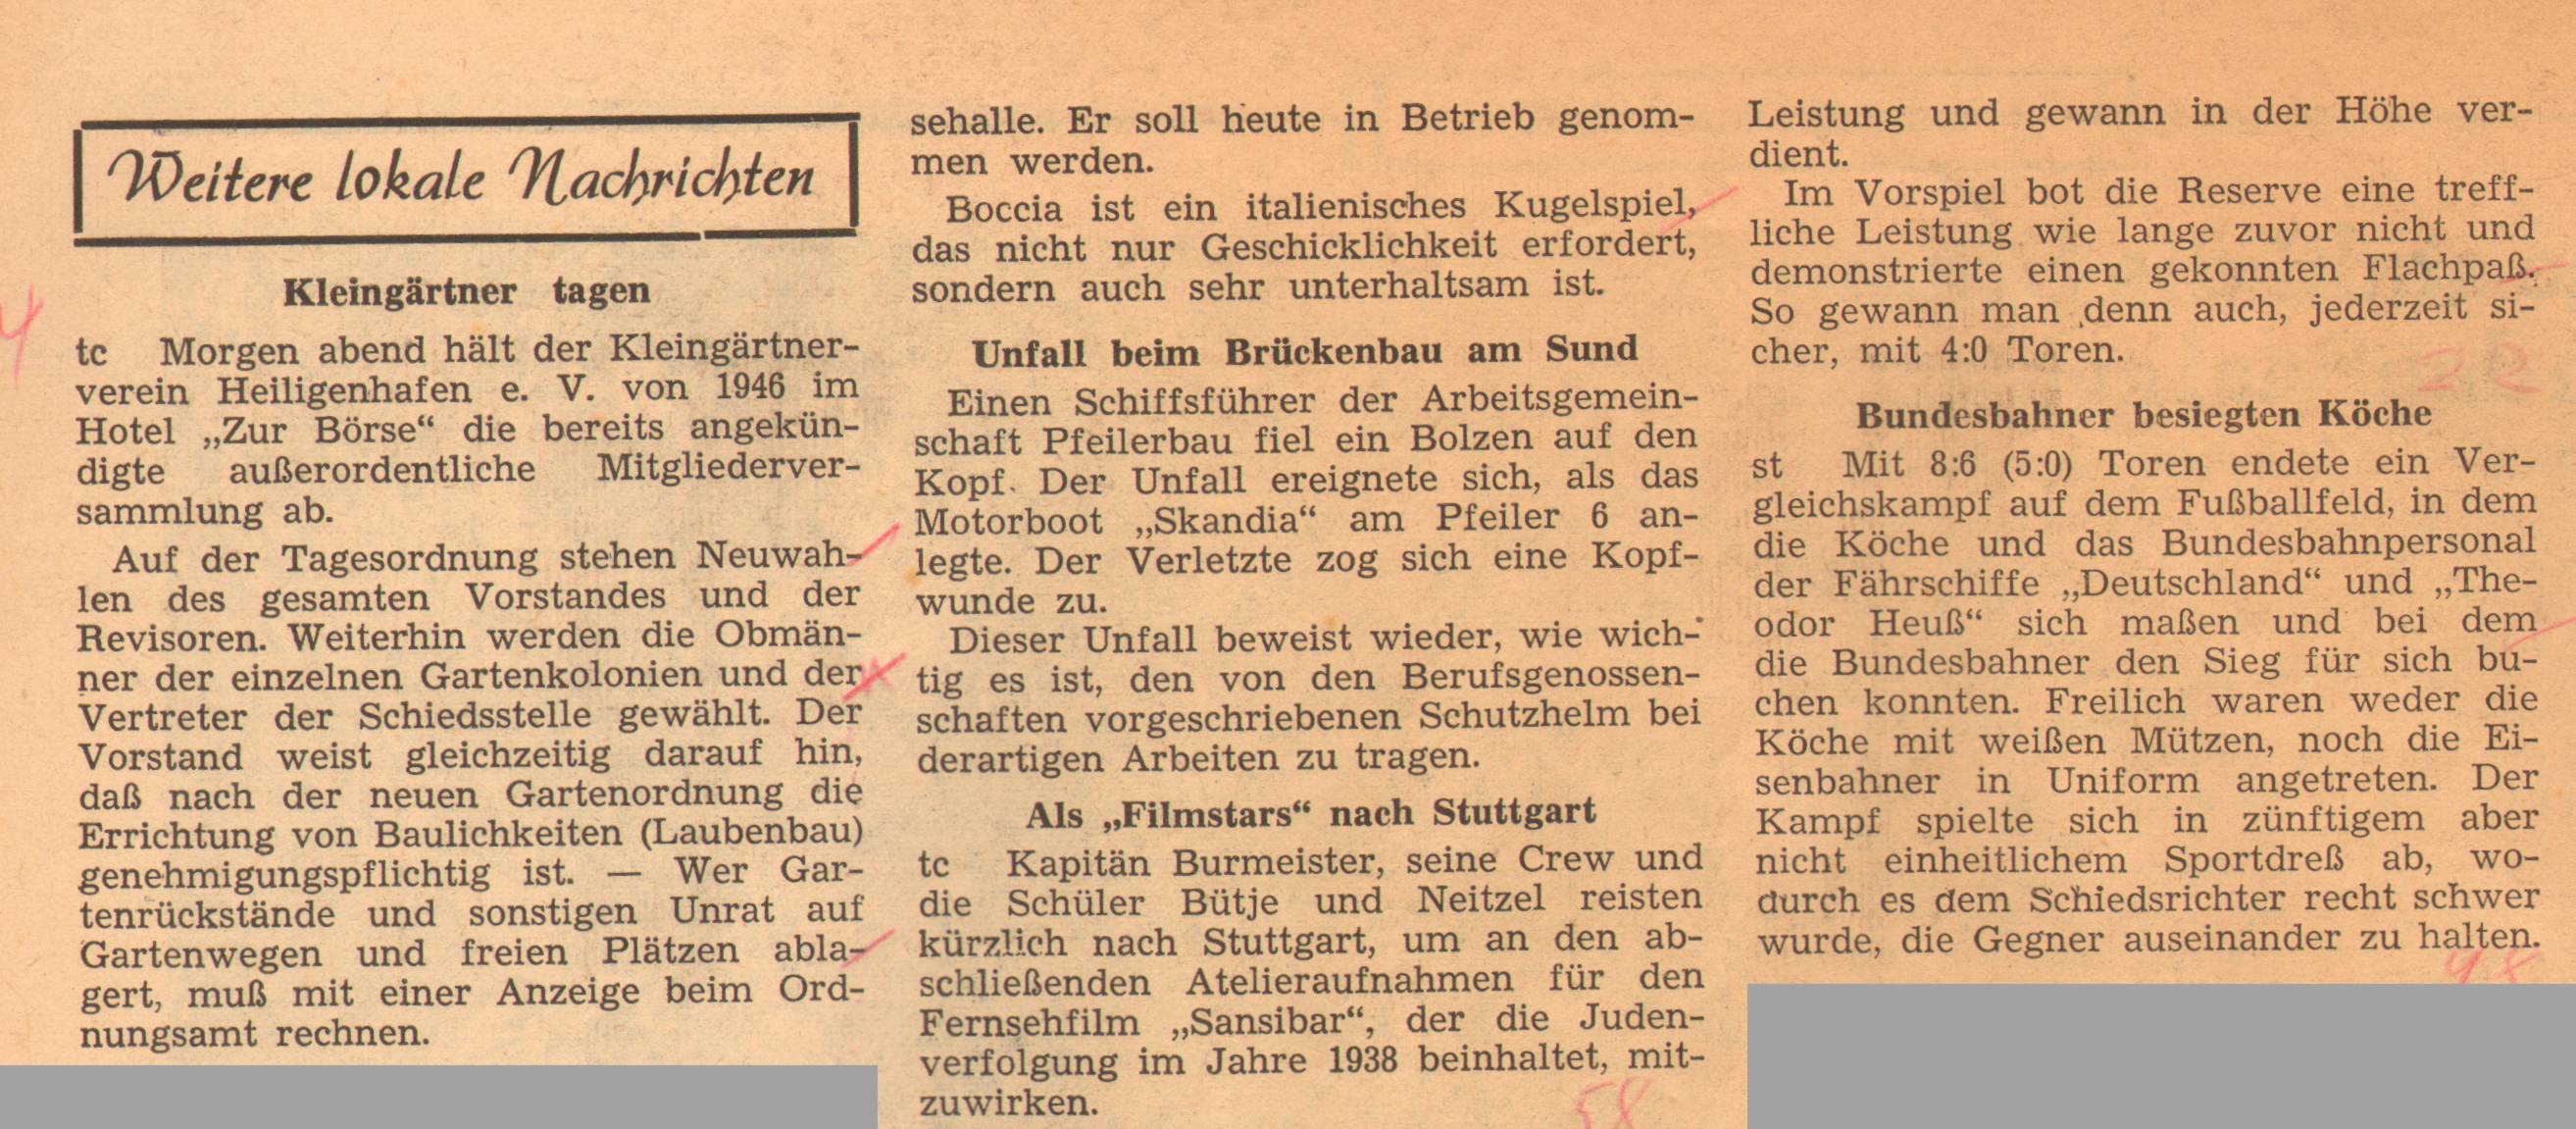 Weitere lokale Nachrichten
Kleingärtner tagen
tc Morgen abend hält der Kleingärtner-
verein Heiligenhafen e. V. von 1946 im
Hotel „Zur Börse“ die bereits angekün-
digte außerordentliche Mitgliederver-
sammlung ab.
Auf der Tagesordnung stehen Neuwah-
len des gesamten Vorstandes und der
Revisoren. Weiterhin werden die Obmän-
ner der einzelnen Gartenkolonien und der
Vertreter der Schiedsstelle gewählt. Der
Vorstand weist gleichzeitig darauf hin,
daß nach der neuen Gartenordnung die
Errichtung von Baulichkeiten (Laubenbau)
genehmigungspflichtig ist. — Wer Gar-
tenrückstände und sonstigen Unrat auf
Gartenwegen und freien Plätzen abla-
gert, muß mit einer Anzeige beim Ord-
nungsamt rechnen.
sehalle. Er soll heute in Betrieb genom-
men werden.
Boccia ist ein italienisches Kugelspiel,
das nicht nur Geschicklichkeit erfordert,
sondern auch sehr unterhaltsam ist.
Unfall beim Brückenbau am Sund
Einen Schiffsführer der Arbeitsgemein-
schaft Pfeilerbau fiel ein Bolzen auf den
Kopf. Der Unfall ereignete sich, als das
Motorboot „Skandia“ am Pfeiler 6 an-
legte. Der Verletzte zog sich eine Kopf-
wunde zu.
Dieser Unfall beweist wieder, wie wich-
tig es ist, den von den Berufsgenossen-
schaften vorgeschriebenen Schutzhelm bei
derartigen Arbeiten zu tragen.
Als „Filmstars“ nach Stuttgart
tc Kapitän Burmeister, seine Crew und
die Schüler Bütje und Neitzel reisten
kürzlich nach Stuttgart, um an den ab-
schließenden Atelieraufnahmen für den
Fernsehfilm „Sansibar“, der die Juden-
verfolgung im Jahre 1938 beinhaltet, mit-
zuwirken.
58
Leistung und gewann in der Höhe ver-
dient.
Im Vorspiel bot die Reserve eine treff-
liche Leistung wie lange zuvor nicht und
demonstrierte einen gekonnten Flachpaß.
So gewann man denn auch, jederzeit si-
cher, mit 4:0 Toren.
22
Bundesbahner besiegten Köche
st Mit 8:6 (5:0) Toren endete ein Ver-
gleichskampf auf dem Fußballfeld, in dem
die Köche und das Bundesbahnpersonal
der Fährschiffe „Deutschland“ und „The-
odor Heuß“ sich maßen und bei dem
die Bundesbahner den Sieg für sich bu-
chen konnten. Freilich waren weder die
Köche mit weißen Mützen, noch die Ei-
senbahner in Uniform angetreten. Der
Kampf spielte sich in zünftigem aber
nicht einheitlichem Sportdreß ab, wo-
durch es dem Schiedsrichter recht schwer
wurde, die Gegner auseinander zu halten.